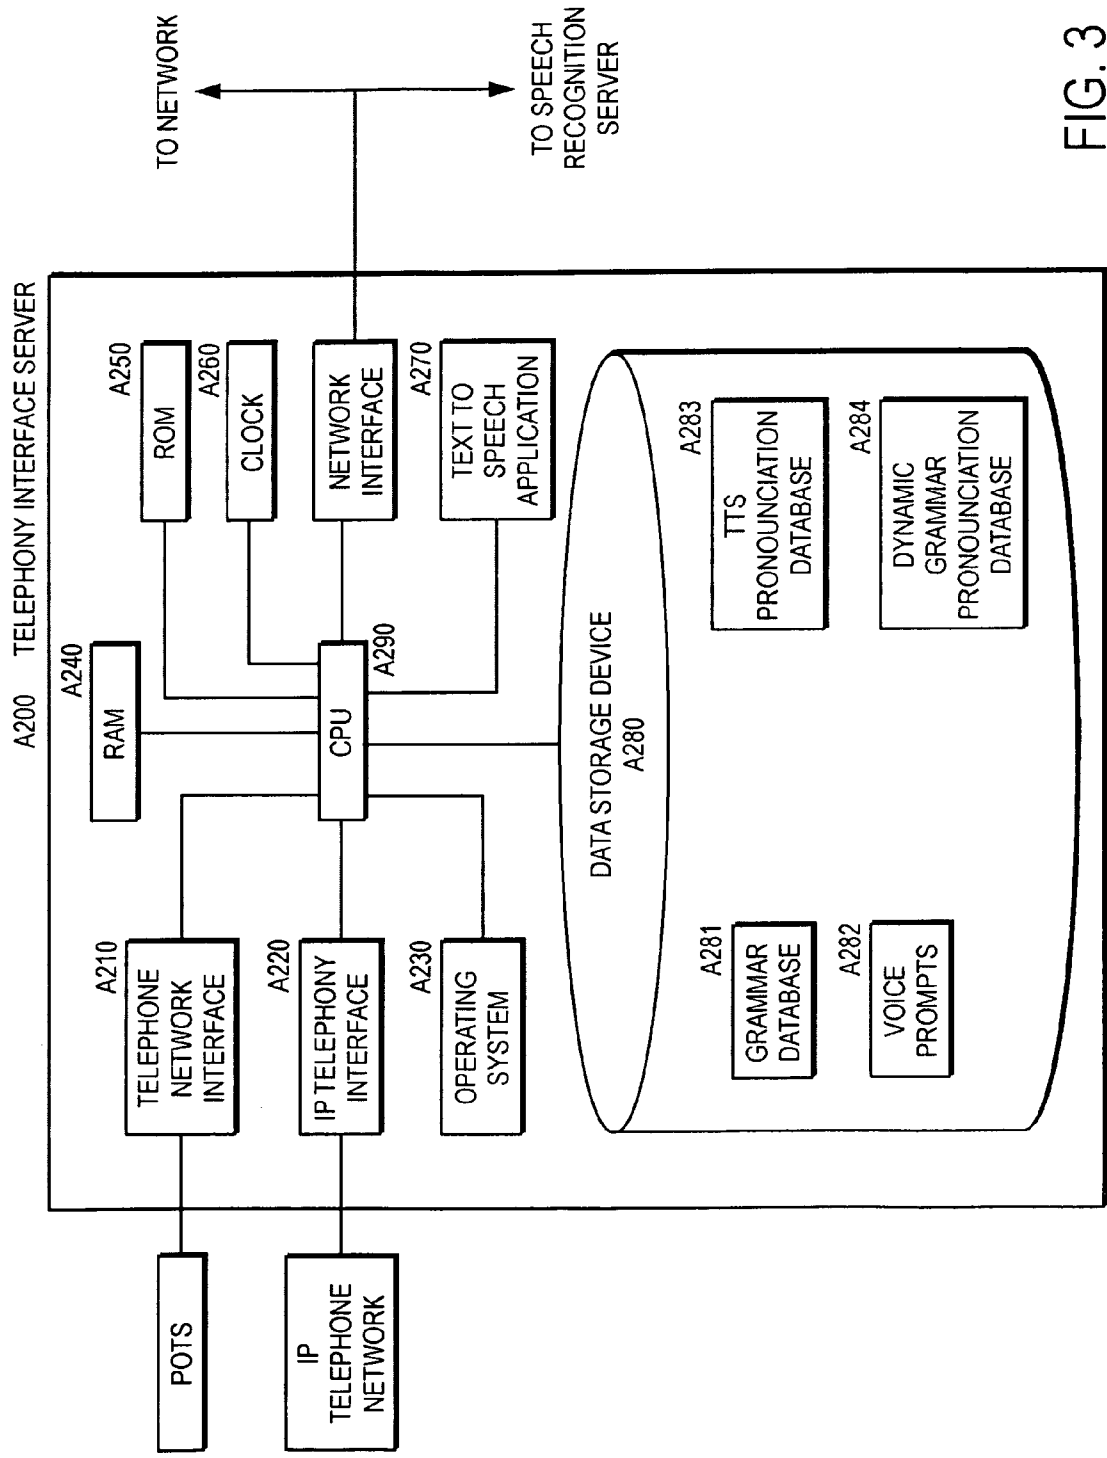 A200 TELEPHONY INTERFACE SERVER
TO NETWORK
TO SPEECH
RECOGNITION
SERVER
POTS
IP
TELEPHONE
NETWORK
A210
TELEPHONE
NETWORK
INTERFACE
A220
IP TELEPHONY
INTERFACE
A230
OPERATING
SYSTEM
A240
RAM
A290
CPU
A250
ROM
A260
CLOCK
NETWORK
INTERFACE
A270
TEXT TO
SPEECH
APPLICATION
DATA STORAGE DEVICE
A280
A281
GRAMMAR
DATABASE
A282
VOICE
PROMPTS
A283
TTS
PRONOUNCIATION
DATABASE
A284
DYNAMIC
GRAMMAR
PRONOUNCIATION
DATABASE
FIG. 3